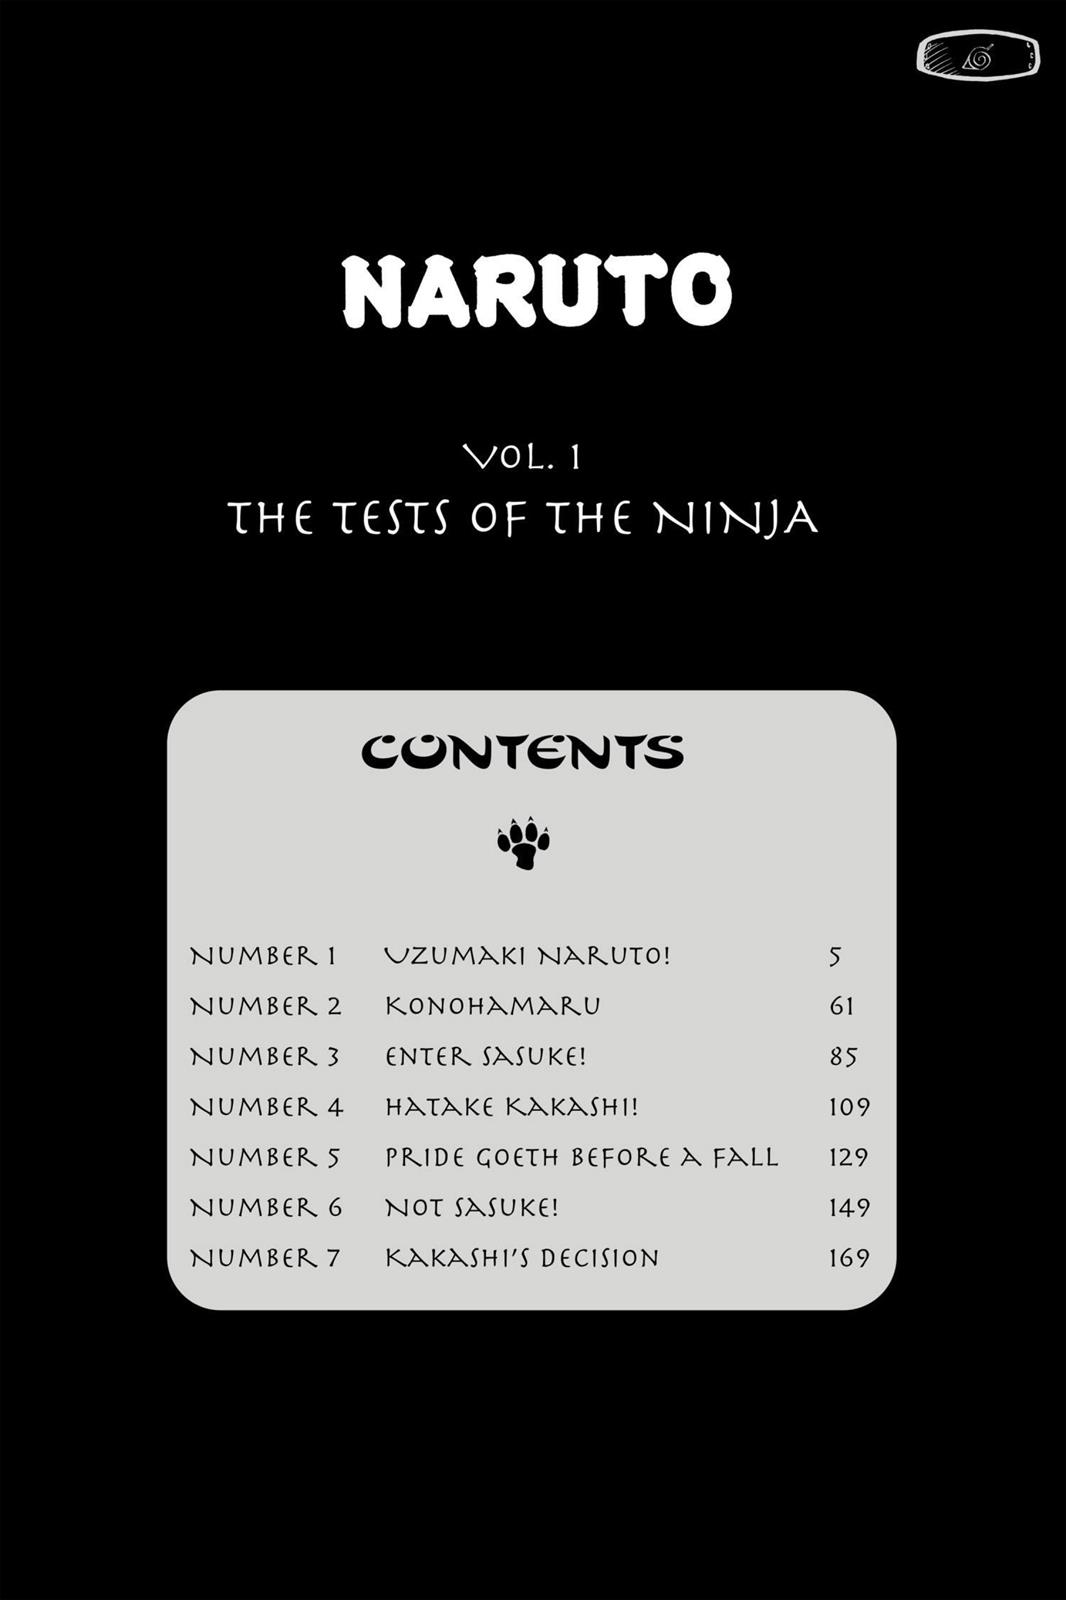 NARUTO
VOL. 1
THE TESTS OF THE NINJA
CONTENTS
NUMBER 1 UZUMAKI NARUTO! 5
NUMBER 2 KONOHAMARU 61
NUMBER 3 ENTER SASUKE! 85
NUMBER 4 HATAKE KAKASHI! 109
NUMBER 5 PRIDE GOETH BEFORE A FALL 129
NUMBER 6 NOT SASUKE! 149
NUMBER 7 KAKASHI'S DECISION 169